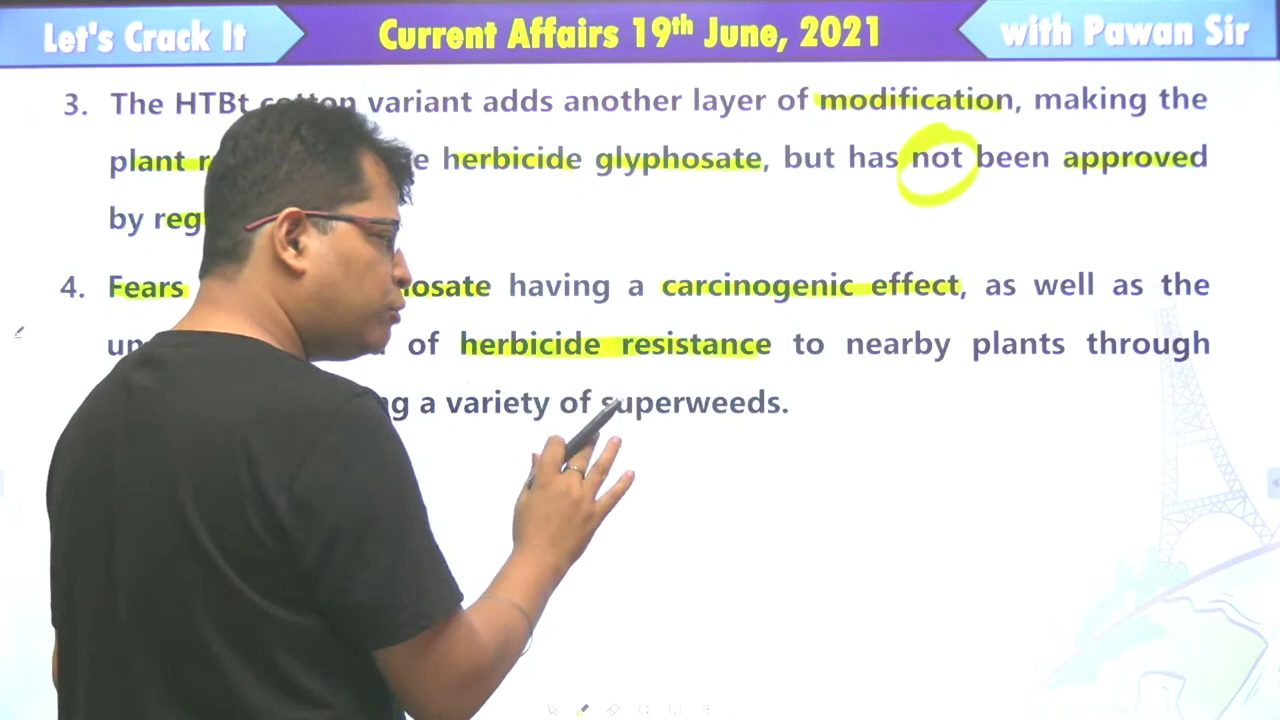 Let's Crack It
Current Affairs 19th June, 2021
with Pawan Sir
3. The HTBt cotton variant adds another layer of modification, making the
plant herbicide glyphosate, but has not been approved
by
4. Fears having a carcinogenic effect, as well as the
of herbicide resistance to nearby plants through
a variety of superweeds.